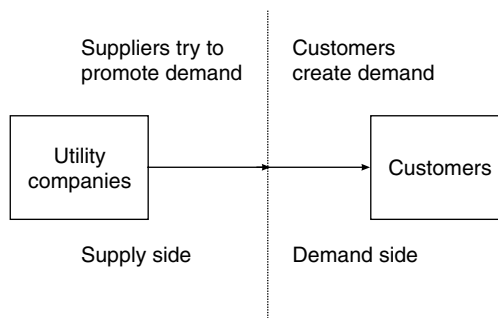 Suppliers try to
promote demand
Customers
create demand
Utility
companies
Customers
Supply side
Demand side